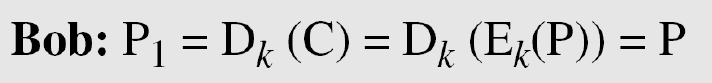 Bob: P₁ = Dₖ (C) = Dₖ (Eₖ(P)) = P